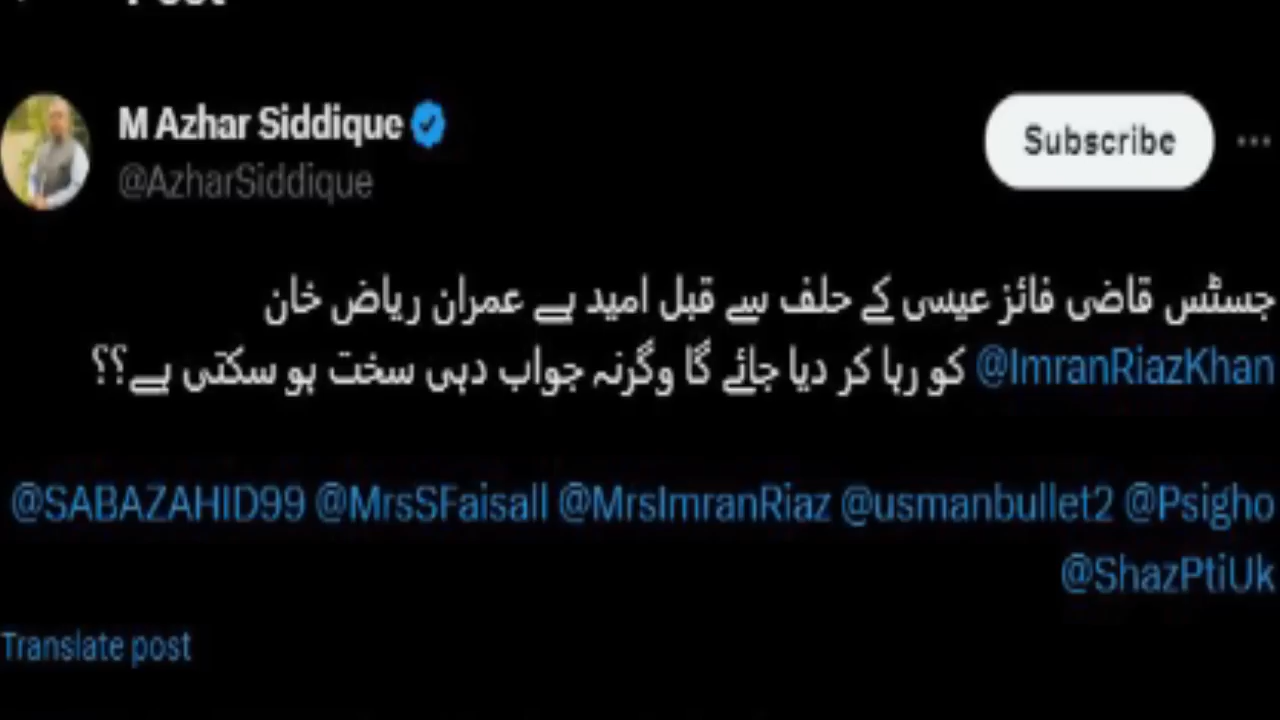 Post
M Azhar Siddique
@AzharSiddique
Subscribe
جسٹس قاضی فائز عیسی کے حلف سے قبل امید ہے عمران ریاض خان
@ImranRiazKhan کو رہا کر دیا جائے گا وگرنہ جواب دہی سخت ہو سکتی ہے؟؟
@SABAZAHID99 @MrsSFaisall @MrsImranRiaz @usmanbullet2 @Psigho
@ShazPtiUk
Translate post